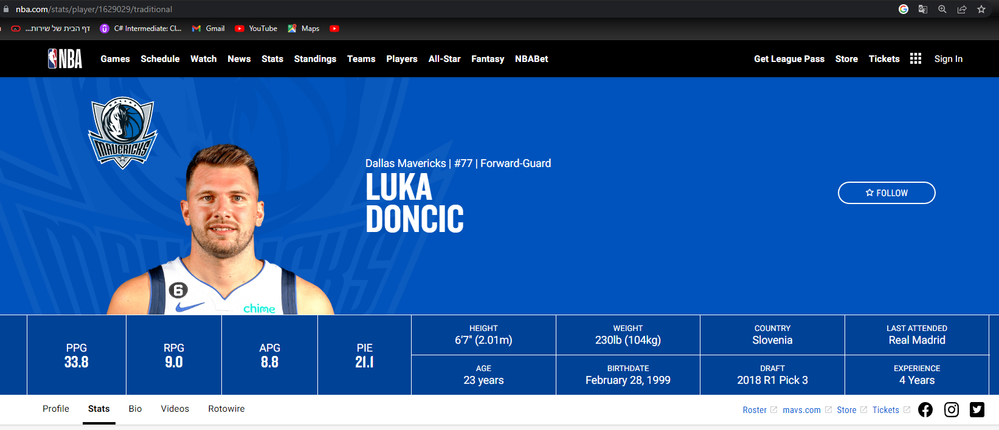 nba.com/stats/player/1629029/traditional
דף הבית של שירות...
C# Intermediate: Cl...
Gmail
YouTube
Maps
NBA
Games
Schedule
Watch
News
Stats
Standings
Teams
Players
All-Star
Fantasy
NBABet
Get League Pass
Store
Tickets
Sign In
DALLAS
MAVERICKS
Dallas Mavericks | #77 | Forward-Guard
LUKA
DONCIC
FOLLOW
6
chime
PPG
33.8
RPG
9.0
APG
8.8
PIE
21.1
HEIGHT
6'7" (2.01m)
WEIGHT
230lb (104kg)
COUNTRY
Slovenia
LAST ATTENDED
Real Madrid
AGE
23 years
BIRTHDATE
February 28, 1999
DRAFT
2018 R1 Pick 3
EXPERIENCE
4 Years
Profile
Stats
Bio
Videos
Rotowire
Roster
mavs.com
Store
Tickets